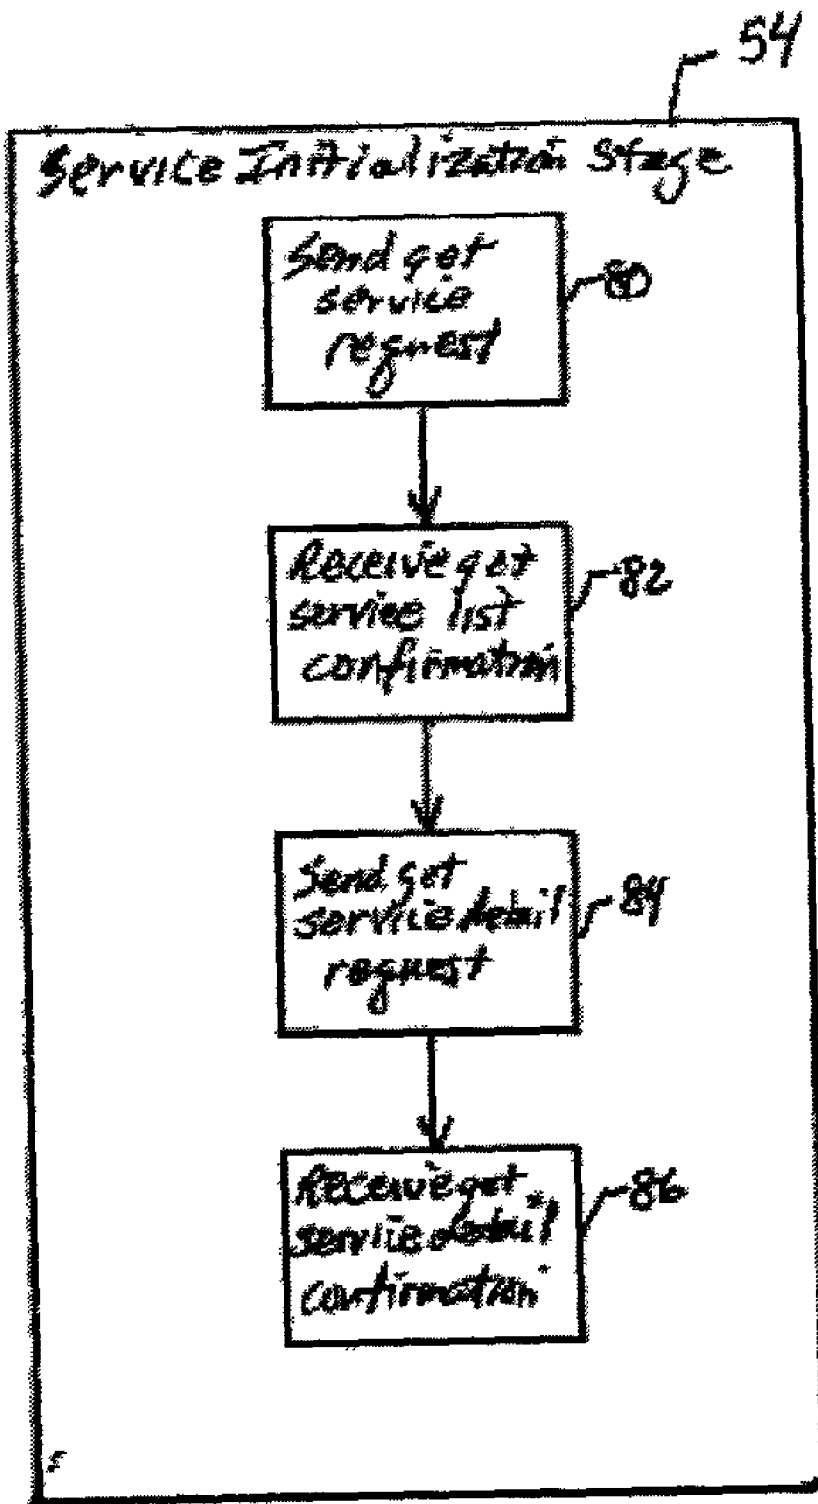 54
Service Initialization Stage
Send get
service
request
80
Receive get
service list
confirmation
82
Send get
service detail
request
84
Receive get
service detail
confirmation
86